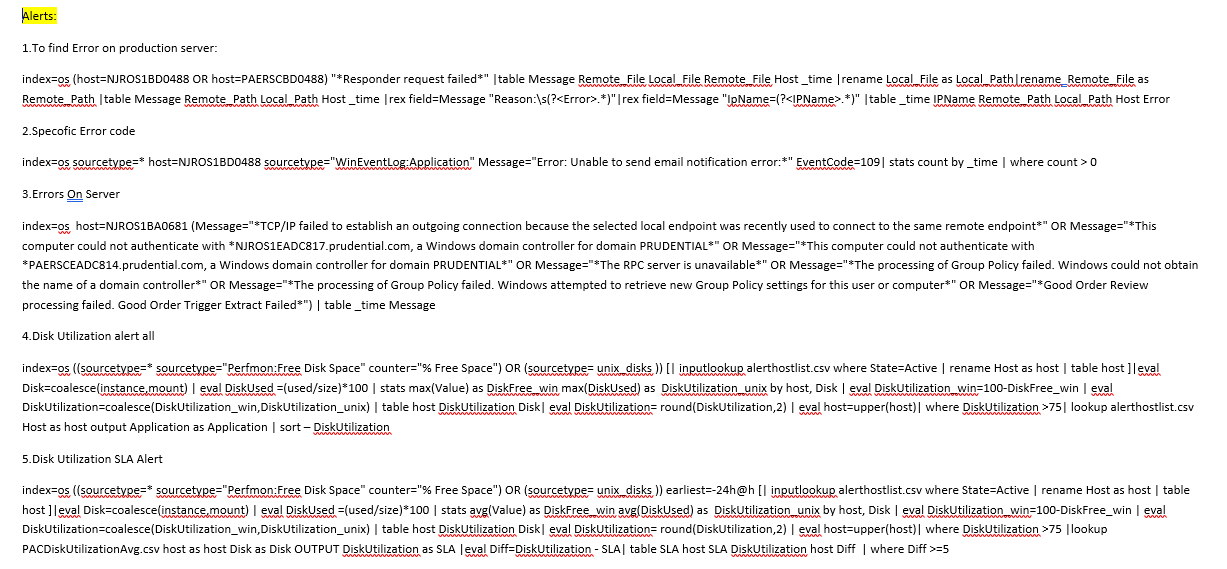 Alerts:
1.To find Error on production server:
index=os (host=NJROS1BD0488 OR host=PAERSCBD0488) "*Responder request failed*" |table Message Remote_File Local_File Remote_File Host _time |rename Local_File as Local_Path|rename_Remote_File as
Remote_Path |table Message Remote_Path Local_Path Host _time |rex field=Message "Reason:\s(?<Error>.*)"|rex field=Message "IpName=(?<IPName>.*)" |table _time IPName Remote_Path Local_Path Host Error
2.Specofic Error code
index=os sourcetype=* host=NJROS1BD0488 sourcetype="WinEventLog:Application" Message="Error: Unable to send email notification error:*" EventCode=109| stats count by _time | where count > 0
3.Errors On Server
index=os  host=NJROS1BA0681 (Message="*TCP/IP failed to establish an outgoing connection because the selected local endpoint was recently used to connect to the same remote endpoint*" OR Message="*This
computer could not authenticate with *NJROS1EADC817.prudential.com, a Windows domain controller for domain PRUDENTIAL*" OR Message="*This computer could not authenticate with
*PAERSCEADC814.prudential.com, a Windows domain controller for domain PRUDENTIAL*" OR Message="*The RPC server is unavailable*" OR Message="*The processing of Group Policy failed. Windows could not obtain
the name of a domain controller*" OR Message="*The processing of Group Policy failed. Windows attempted to retrieve new Group Policy settings for this user or computer*" OR Message="*Good Order Review
processing failed. Good Order Trigger Extract Failed*") | table _time Message
4.Disk Utilization alert all
index=os ((sourcetype=* sourcetype="Perfmon:Free Disk Space" counter="% Free Space") OR (sourcetype= unix_disks )) [| inputlookup alerthostlist.csv where State=Active | rename Host as host | table host ]|eval
Disk=coalesce(instance,mount) | eval DiskUsed =(used/size)*100 | stats max(Value) as DiskFree_win max(DiskUsed) as  DiskUtilization_unix by host, Disk | eval DiskUtilization_win=100-DiskFree_win | eval
DiskUtilization=coalesce(DiskUtilization_win,DiskUtilization_unix) | table host DiskUtilization Disk| eval DiskUtilization= round(DiskUtilization,2) | eval host=upper(host)| where DiskUtilization >75| lookup alerthostlist.csv
Host as host output Application as Application | sort – DiskUtilization
5.Disk Utilization SLA Alert
index=os ((sourcetype=* sourcetype="Perfmon:Free Disk Space" counter="% Free Space") OR (sourcetype= unix_disks )) earliest=-24h@h [| inputlookup alerthostlist.csv where State=Active | rename Host as host | table
host ]|eval Disk=coalesce(instance,mount) | eval DiskUsed =(used/size)*100 | stats avg(Value) as DiskFree_win avg(DiskUsed) as  DiskUtilization_unix by host, Disk | eval DiskUtilization_win=100-DiskFree_win | eval
DiskUtilization=coalesce(DiskUtilization_win,DiskUtilization_unix) | table host DiskUtilization Disk| eval DiskUtilization= round(DiskUtilization,2) | eval host=upper(host)| where DiskUtilization >75 |lookup
PACDiskUtilizationAvg.csv host as host Disk as Disk OUTPUT DiskUtilization as SLA |eval Diff=DiskUtilization - SLA| table SLA host SLA DiskUtilization host Diff  | where Diff >=5